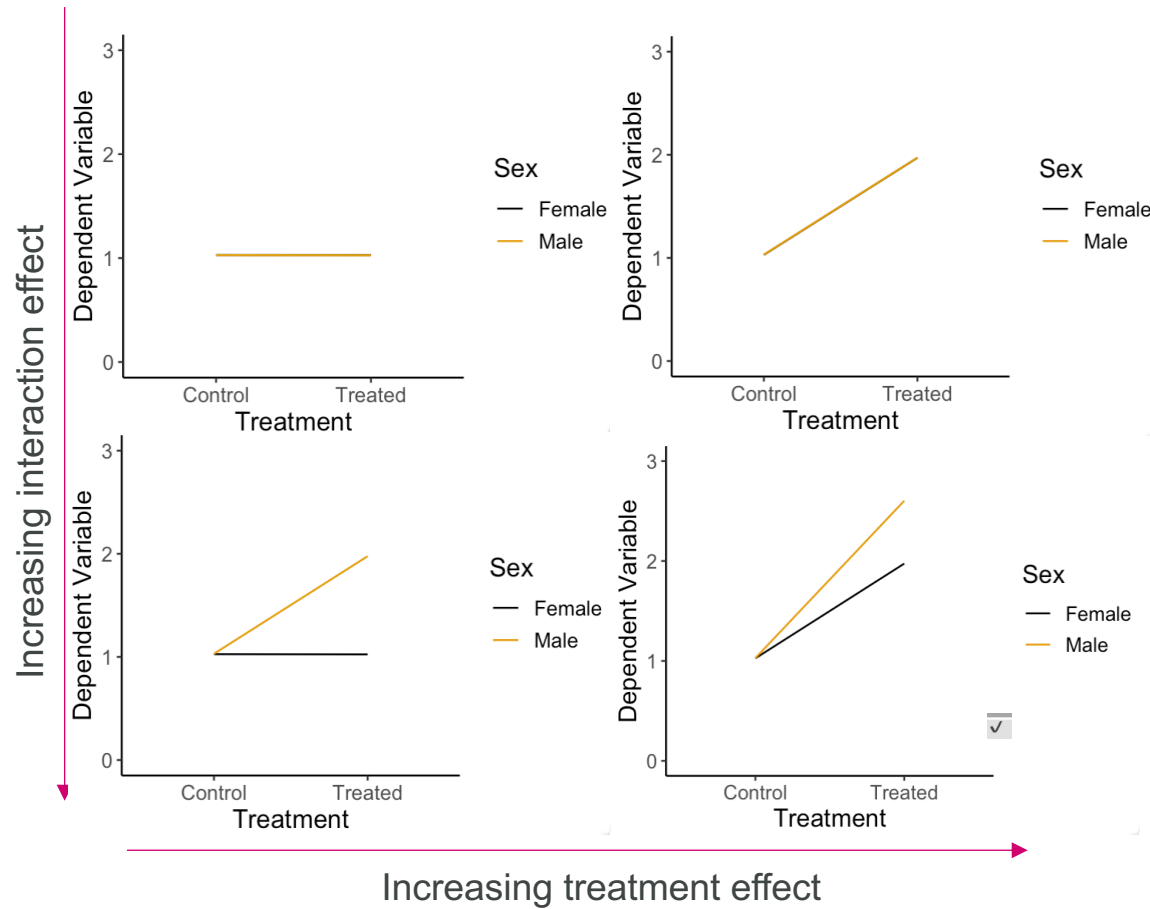 Increasing interaction effect
Dependent Variable
3
2
1
0
Control Treated
Treatment
Sex
Female
Male
Dependent Variable
3
2
1
0
Control Treated
Treatment
Sex
Female
Male
Dependent Variable
3
2
1
0
Control Treated
Treatment
Sex
Female
Male
Dependent Variable
3
2
1
0
Control Treated
Treatment
Sex
Female
Male
Increasing treatment effect